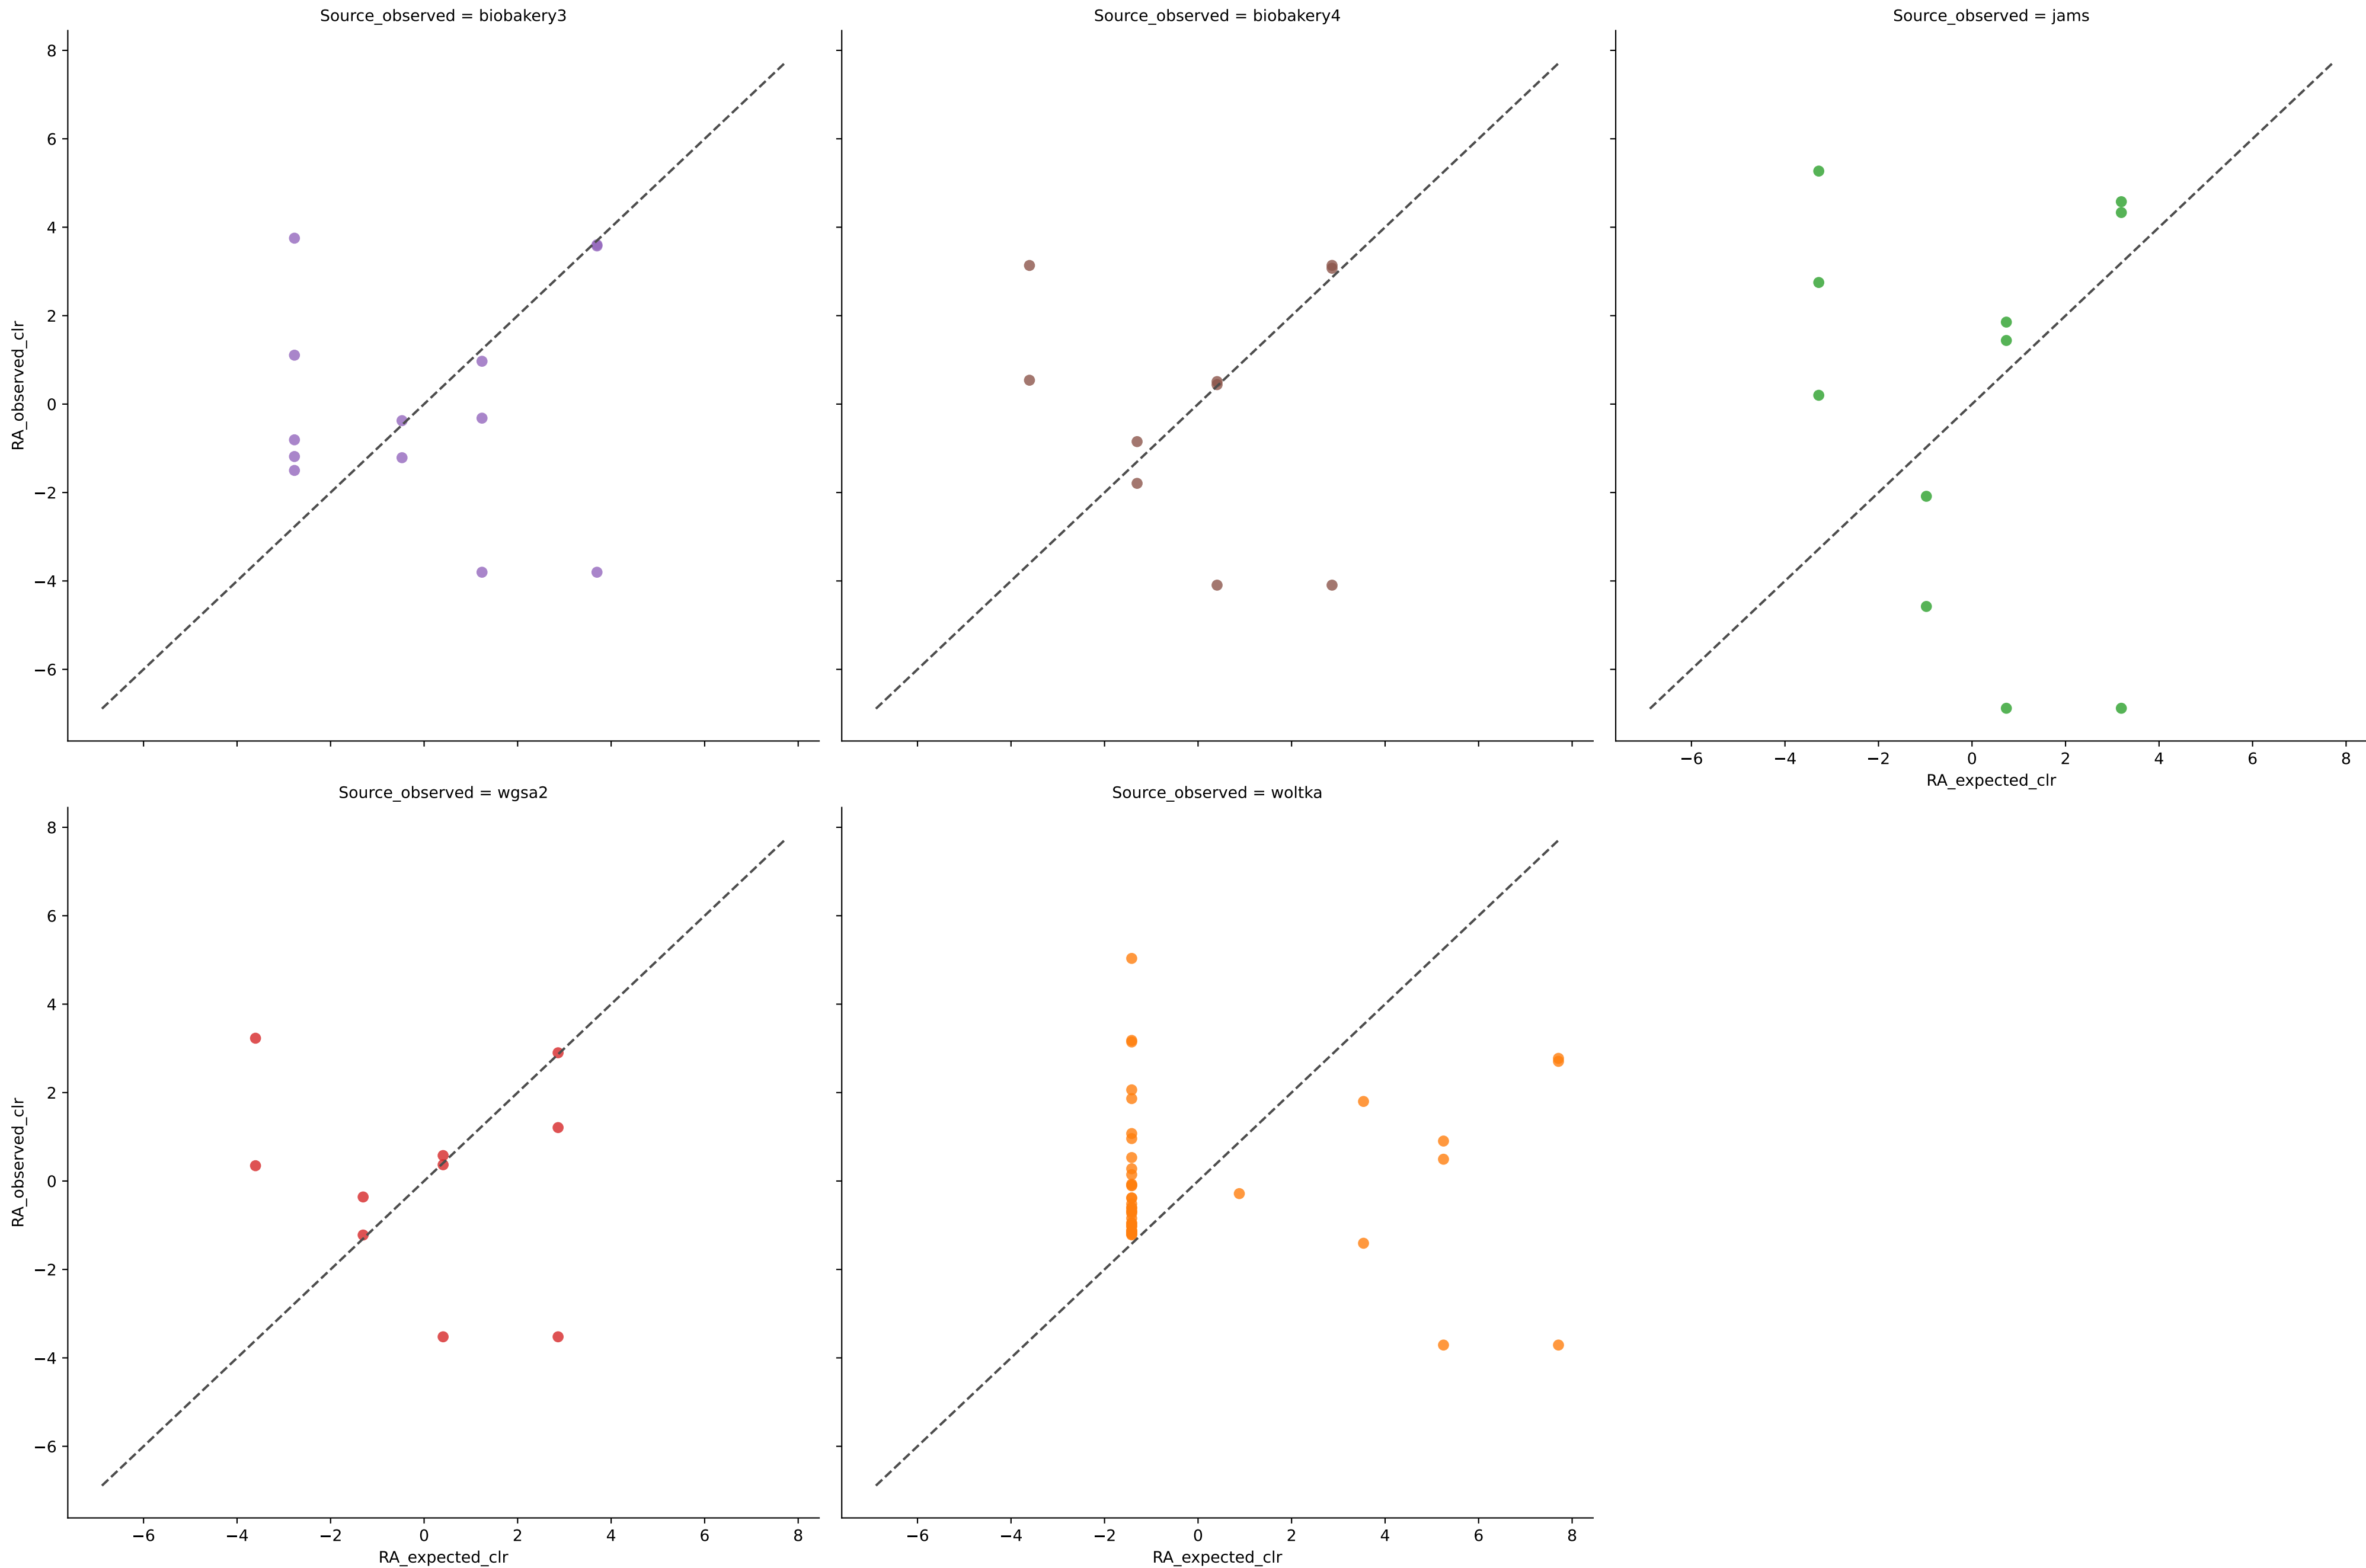 Source_observed = biobakery3
Source_observed = biobakery4
Source_observed = jams
RA_observed_clr
8
6
4
2
0
−2
−4
−6
−6 −4 −2 0 2 4 6 8
RA_expected_clr
Source_observed = wgsa2
Source_observed = woltka
RA_observed_clr
8
6
4
2
0
−2
−4
−6
−6 −4 −2 0 2 4 6 8
−6 −4 −2 0 2 4 6 8
RA_expected_clr
RA_expected_clr